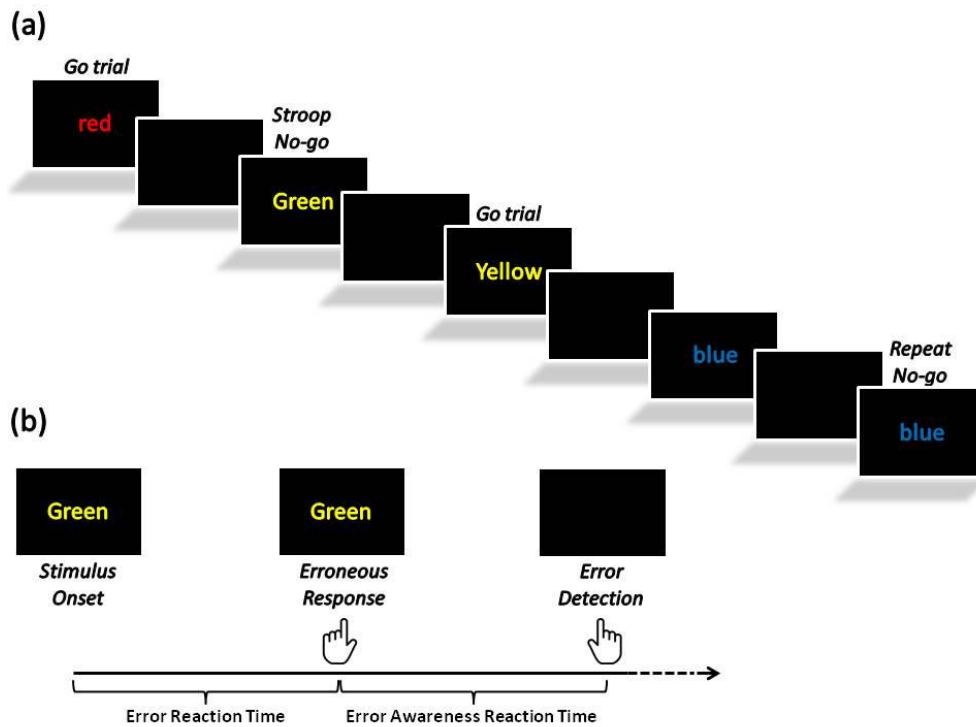 (a)
Go trial
red
Stroop
No-go
Green
Go trial
Yellow
blue
Repeat
No-go
blue
(b)
Green
Green
Stimulus
Onset
Erroneous
Response
Error
Detection
Error Reaction Time
Error Awareness Reaction Time